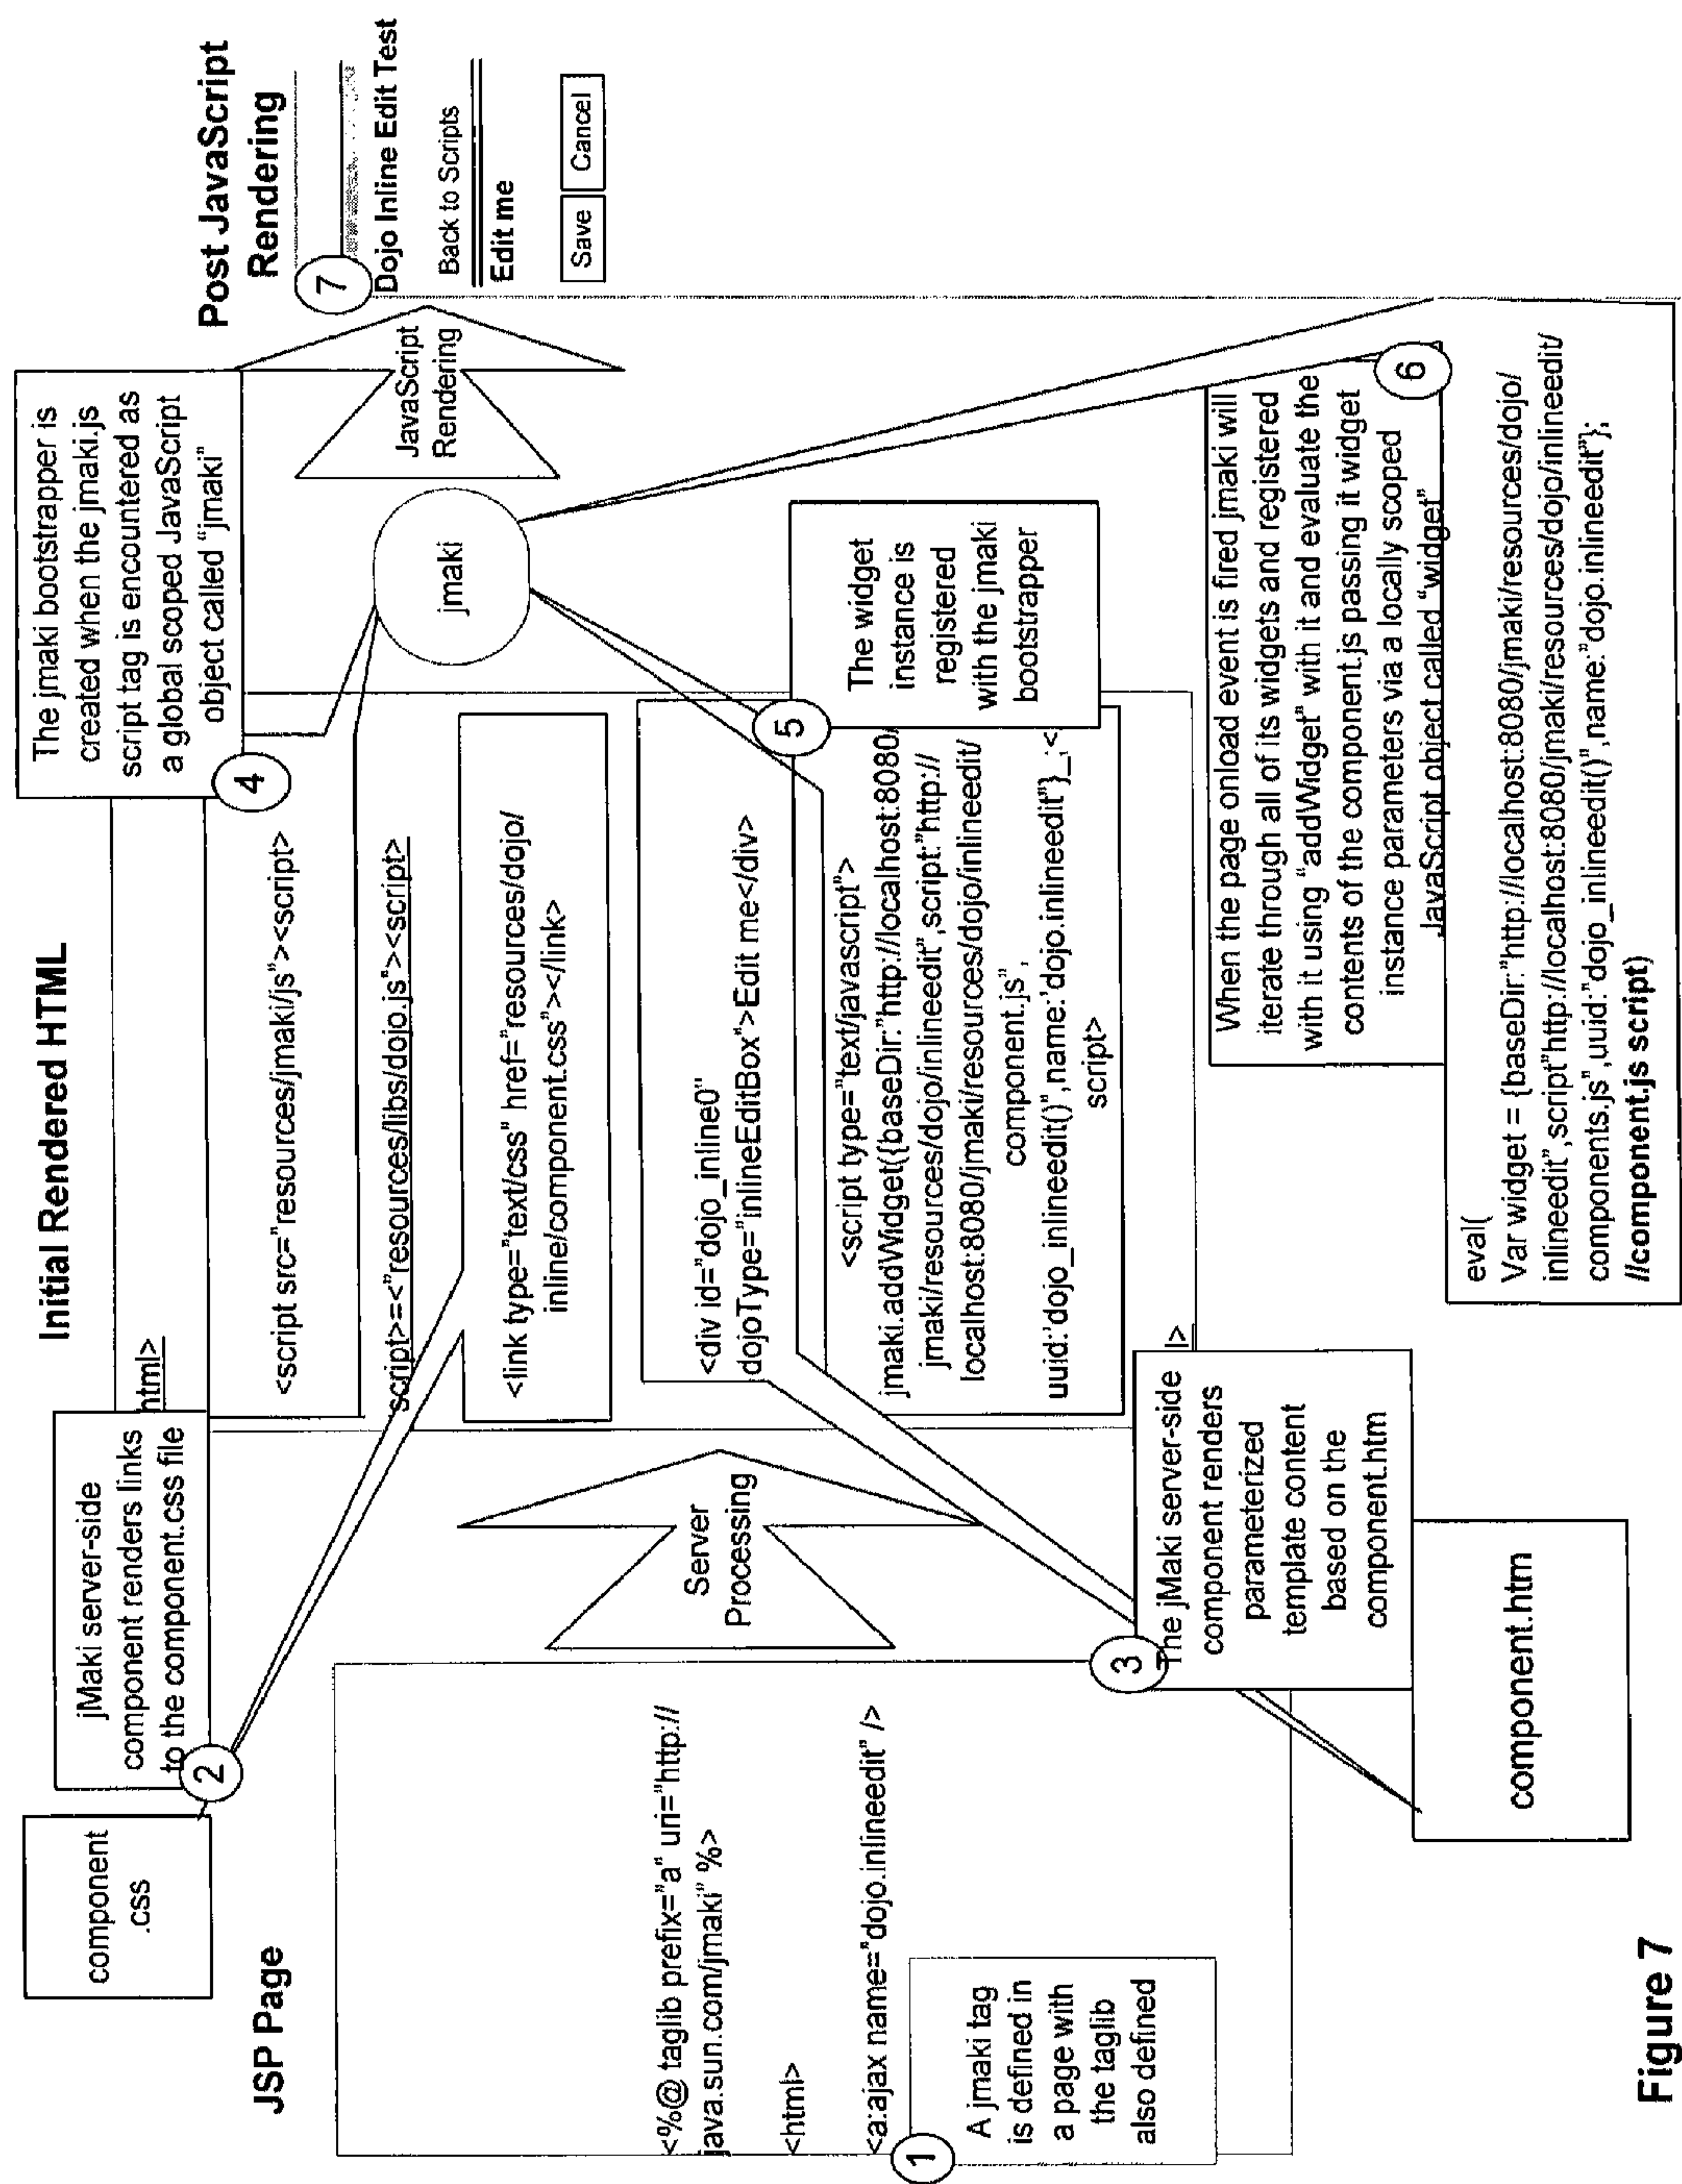 Initial Rendered HTML
Post JavaScript
Rendering
component
.css
jMaki server-side
component renders links
to the component.css file
2
The jmaki bootstrapper is
created when the jmaki.js
script tag is encountered as
a global scoped JavaScript
object called "jmaki"
4
JSP Page
<%@ taglib prefix="a" uri="http://
java.sun.com/jmaki" %>
<html>
<a:ajax name="dojo.inlineedit" />
1
A jmaki tag
is defined in
a page with
the taglib
also defined
Server
Processing
html>
<script src="resources/jmaki/js"><script>
script>=<"resources/libs/dojo.js"><script>
<link type="text/css" href="resources/dojo/
inline/component.css"></link>
<div id="dojo_inline0"
dojoType="inlineEditBox">Edit me</div>
<script type="text/javascript">
jmaki.addWidget({baseDir:"http://localhost:8080/
jmaki/resources/dojo/inlineedit",script:"http://
localhost:8080/jmaki/resources/dojo/inlineedit/
component.js",
uuid:'dojo_inlineedit()",name:'dojo.inlineedit"}_;<
script>
l>
3
The jMaki server-side
component renders
parameterized
template content
based on the
component.htm
component.htm
jmaki
5
The widget
instance is
registered
with the jmaki
bootstrapper
JavaScript
Rendering
7
Dojo Inline Edit Test
Back to Scripts
Edit me
Save
Cancel
When the page onload event is fired jmaki will
iterate through all of its widgets and registered
with it using "addWidget" with it and evaluate the
contents of the component.js passing it widget
instance parameters via a locally scoped
JavaScript object called "widget"
6
eval(
Var widget = {baseDir:"http://localhost:8080/jmaki/resources/dojo/
inlineedit",script"http://localhost:8080/jmaki/resources/dojo/inlineedit/
components.js",uuid:"dojo_inlineedit()",name:"dojo.inlineedit"};
//component.js script)
Figure 7